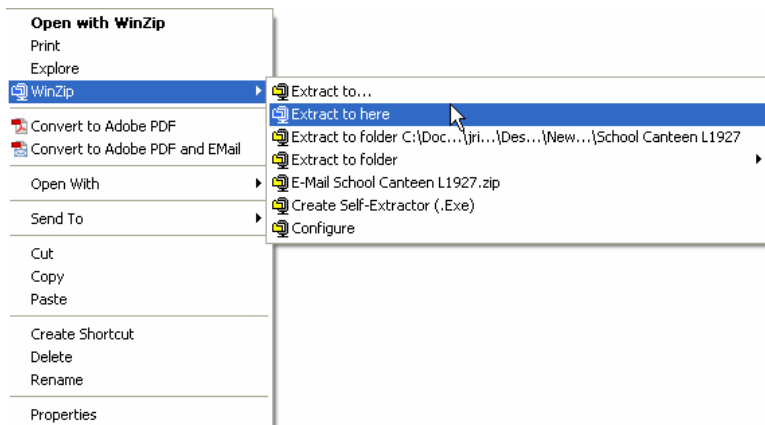 Open with WinZip
Print
Explore
WinZip
Convert to Adobe PDF
Convert to Adobe PDF and EMail
Open With
Send To
Cut
Copy
Paste
Create Shortcut
Delete
Rename
Properties
Extract to...
Extract to here
Extract to folder C:\Doc...\jri...\Des...\New...\School Canteen L1927
Extract to folder
E-Mail School Canteen L1927.zip
Create Self-Extractor (.Exe)
Configure